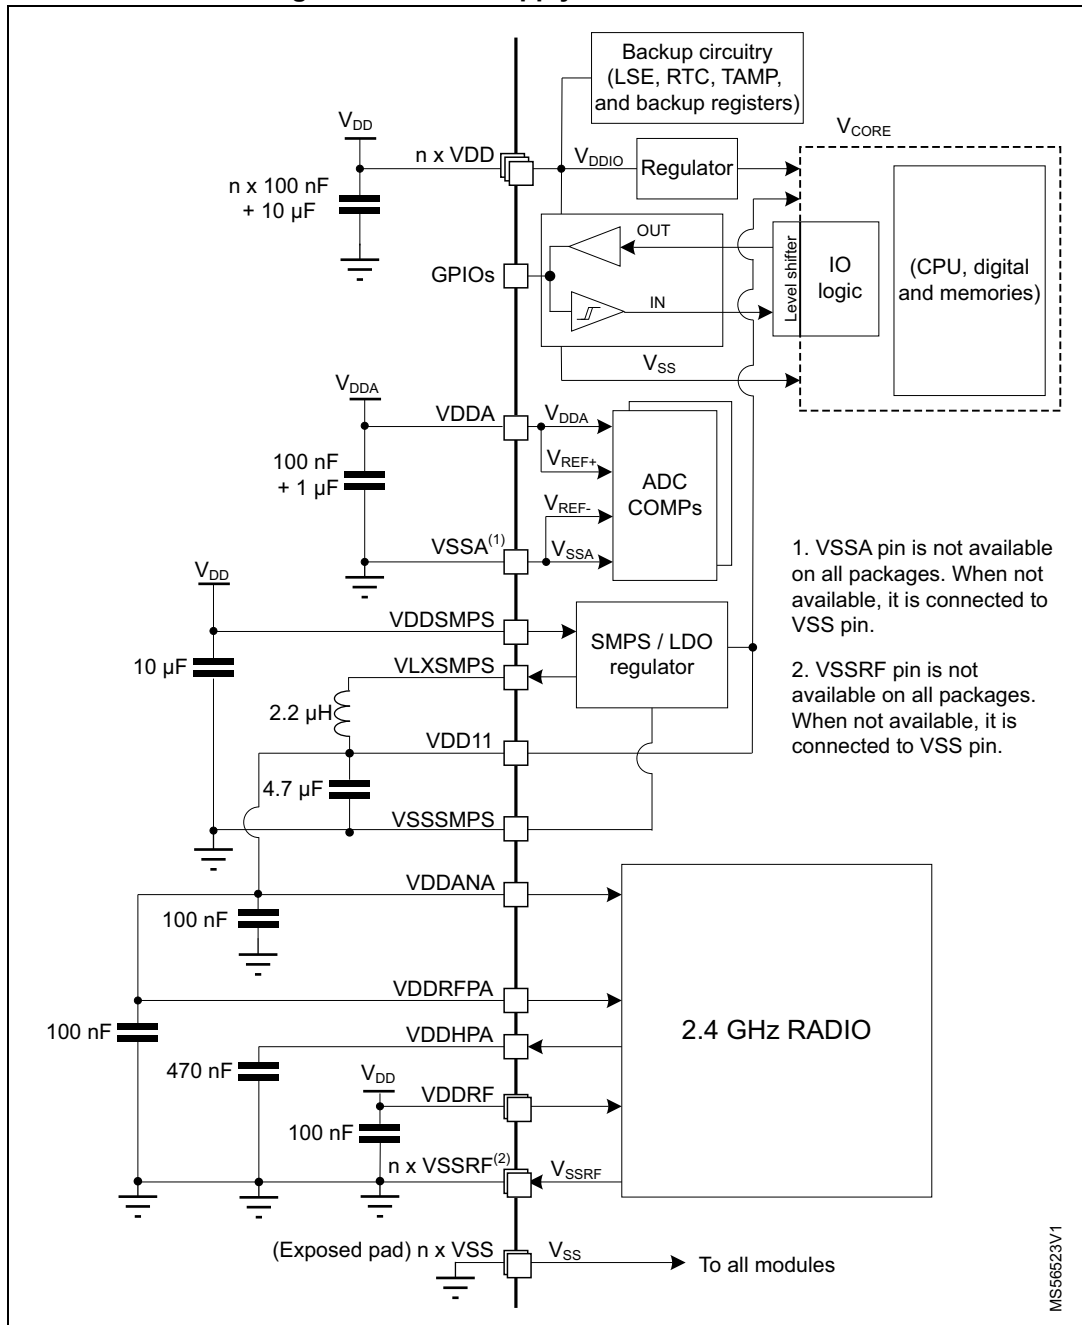 Backup circuitry
(LSE, RTC, TAMP,
and backup registers)
VDD
VCORE
n x VDD
VDDIO
Regulator
n x 100 nF
+ 10 µF
OUT
GPIOs
IN
Level shifter
IO
logic
(CPU, digital
and memories)
VSS
VDDA
VDDA
VDDA
VREF+
100 nF
+ 1 µF
ADC
COMPs
VREF-
VSSA(1)
VSSA
1. VSSA pin is not available
on all packages. When not
available, it is connected to
VSS pin.
VDD
VDDSMPS
SMPS / LDO
regulator
10 µF
VLXSMPS
2. VSSRF pin is not
available on all packages.
When not available, it is
connected to VSS pin.
2.2 µH
VDD11
4.7 µF
VSSSMPS
VDDANA
100 nF
VDDRFPA
100 nF
VDDHPA
2.4 GHz RADIO
470 nF
VDD
VDDRF
100 nF
n x VSSRF(2)
VSSRF
(Exposed pad) n x VSS
VSS
To all modules
MS56523V1